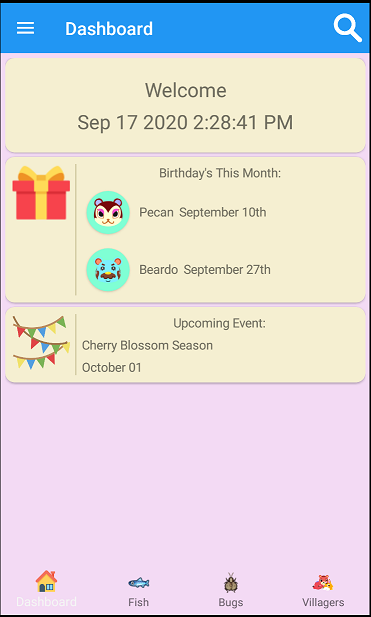 Dashboard
Welcome
Sep 17 2020 2:28:41 PM
Birthday's This Month:
Pecan September 10th
Beardo September 27th
Upcoming Event:
Cherry Blossom Season
October 01
Dashboard Fish Bugs Villagers